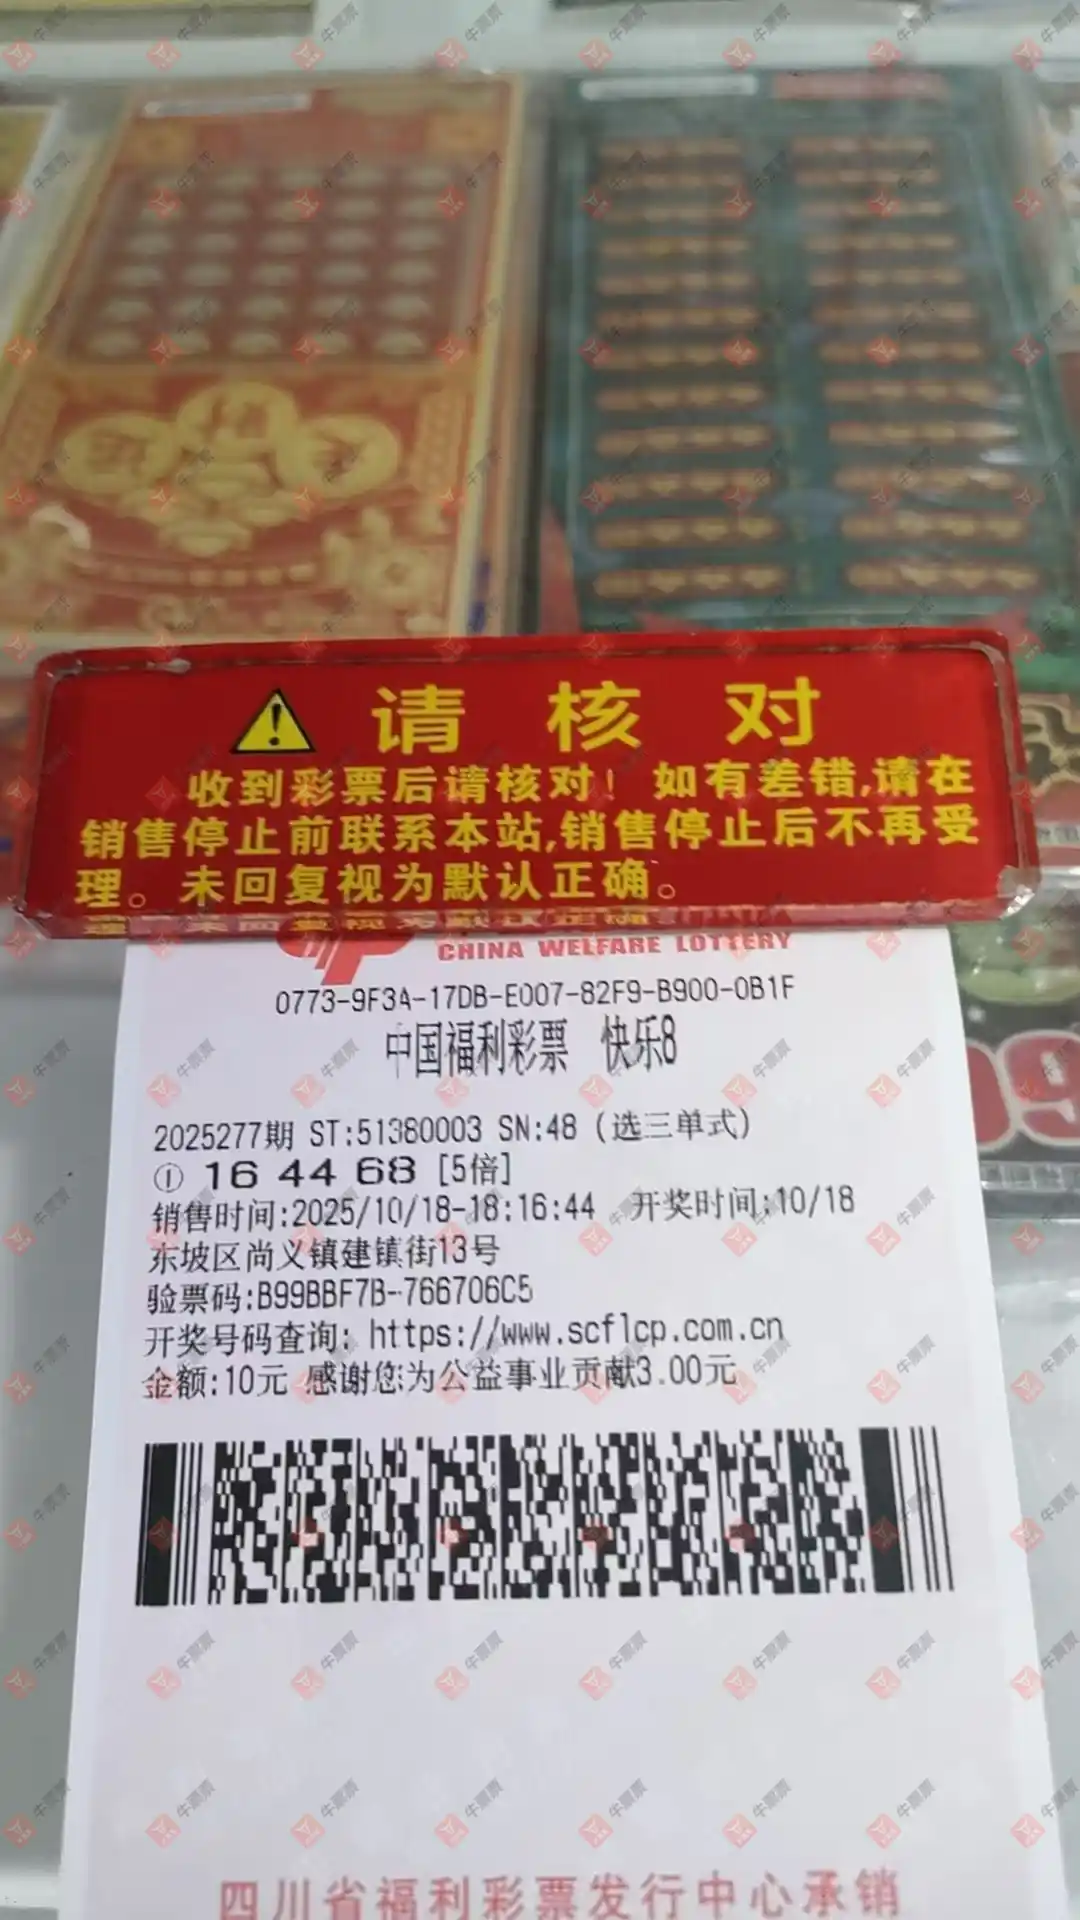 请 核 对
收到彩票后请核对！如有差错,请在
销售停止前联系本站,销售停止后不再受
理。未回复视为默认正确。
CHINA WELFARE LOTTERY
0773-9F3A-17DB-E007-82F9-B900-0B1F
中国福利彩票 快乐8
2025277期 ST:51380003 SN:48 (选三单式)
① 16 44 68 [5倍]
销售时间:2025/10/18-18:16:44 开奖时间:10/18
东坡区尚义镇建镇街13号
验票码:B99BBF7B-766706C5
开奖号码查询: https://www.scflcp.com.cn
金额:10元 感谢您为公益事业贡献3.00元
四川省福利彩票发行中心承销
牛票票